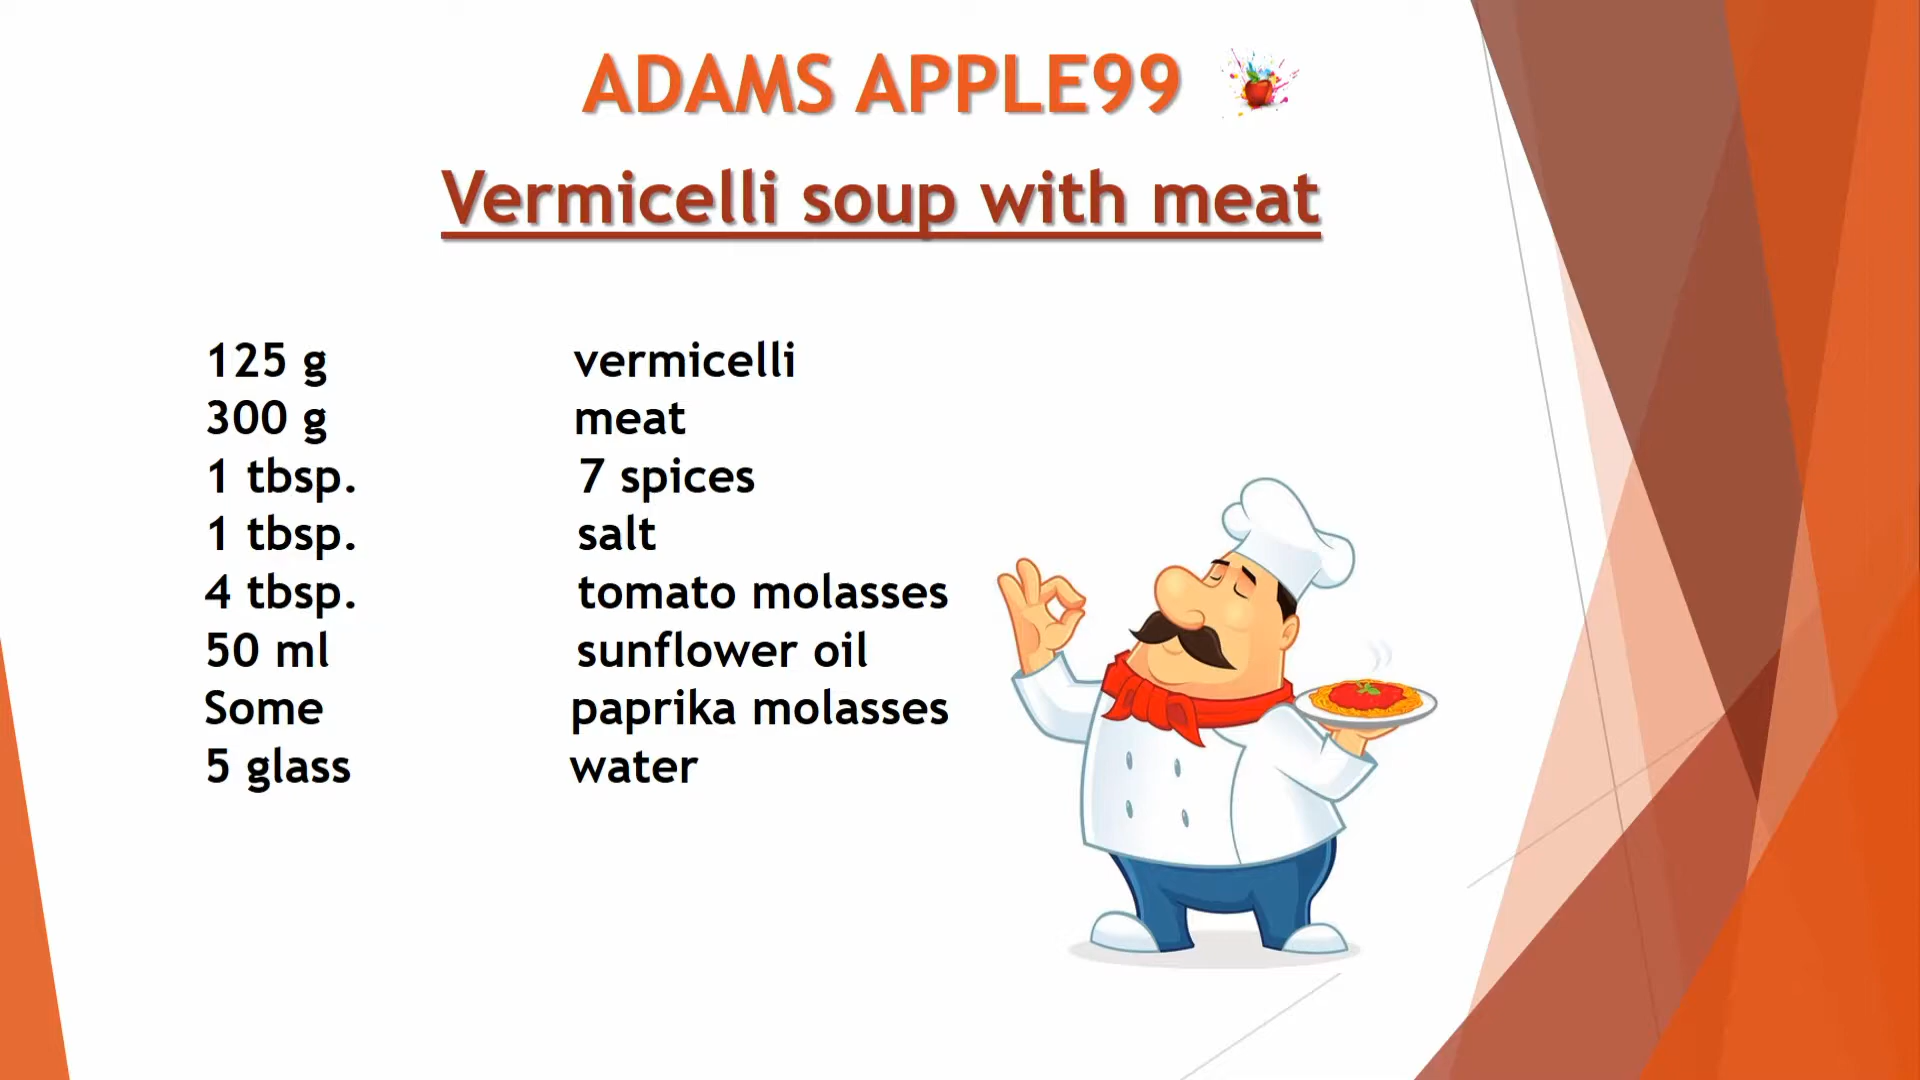 ADAMS APPLE99
Vermicelli soup with meat
125 g vermicelli
300 g meat
1 tbsp. 7 spices
1 tbsp. salt
4 tbsp. tomato molasses
50 ml sunflower oil
Some paprika molasses
5 glass water